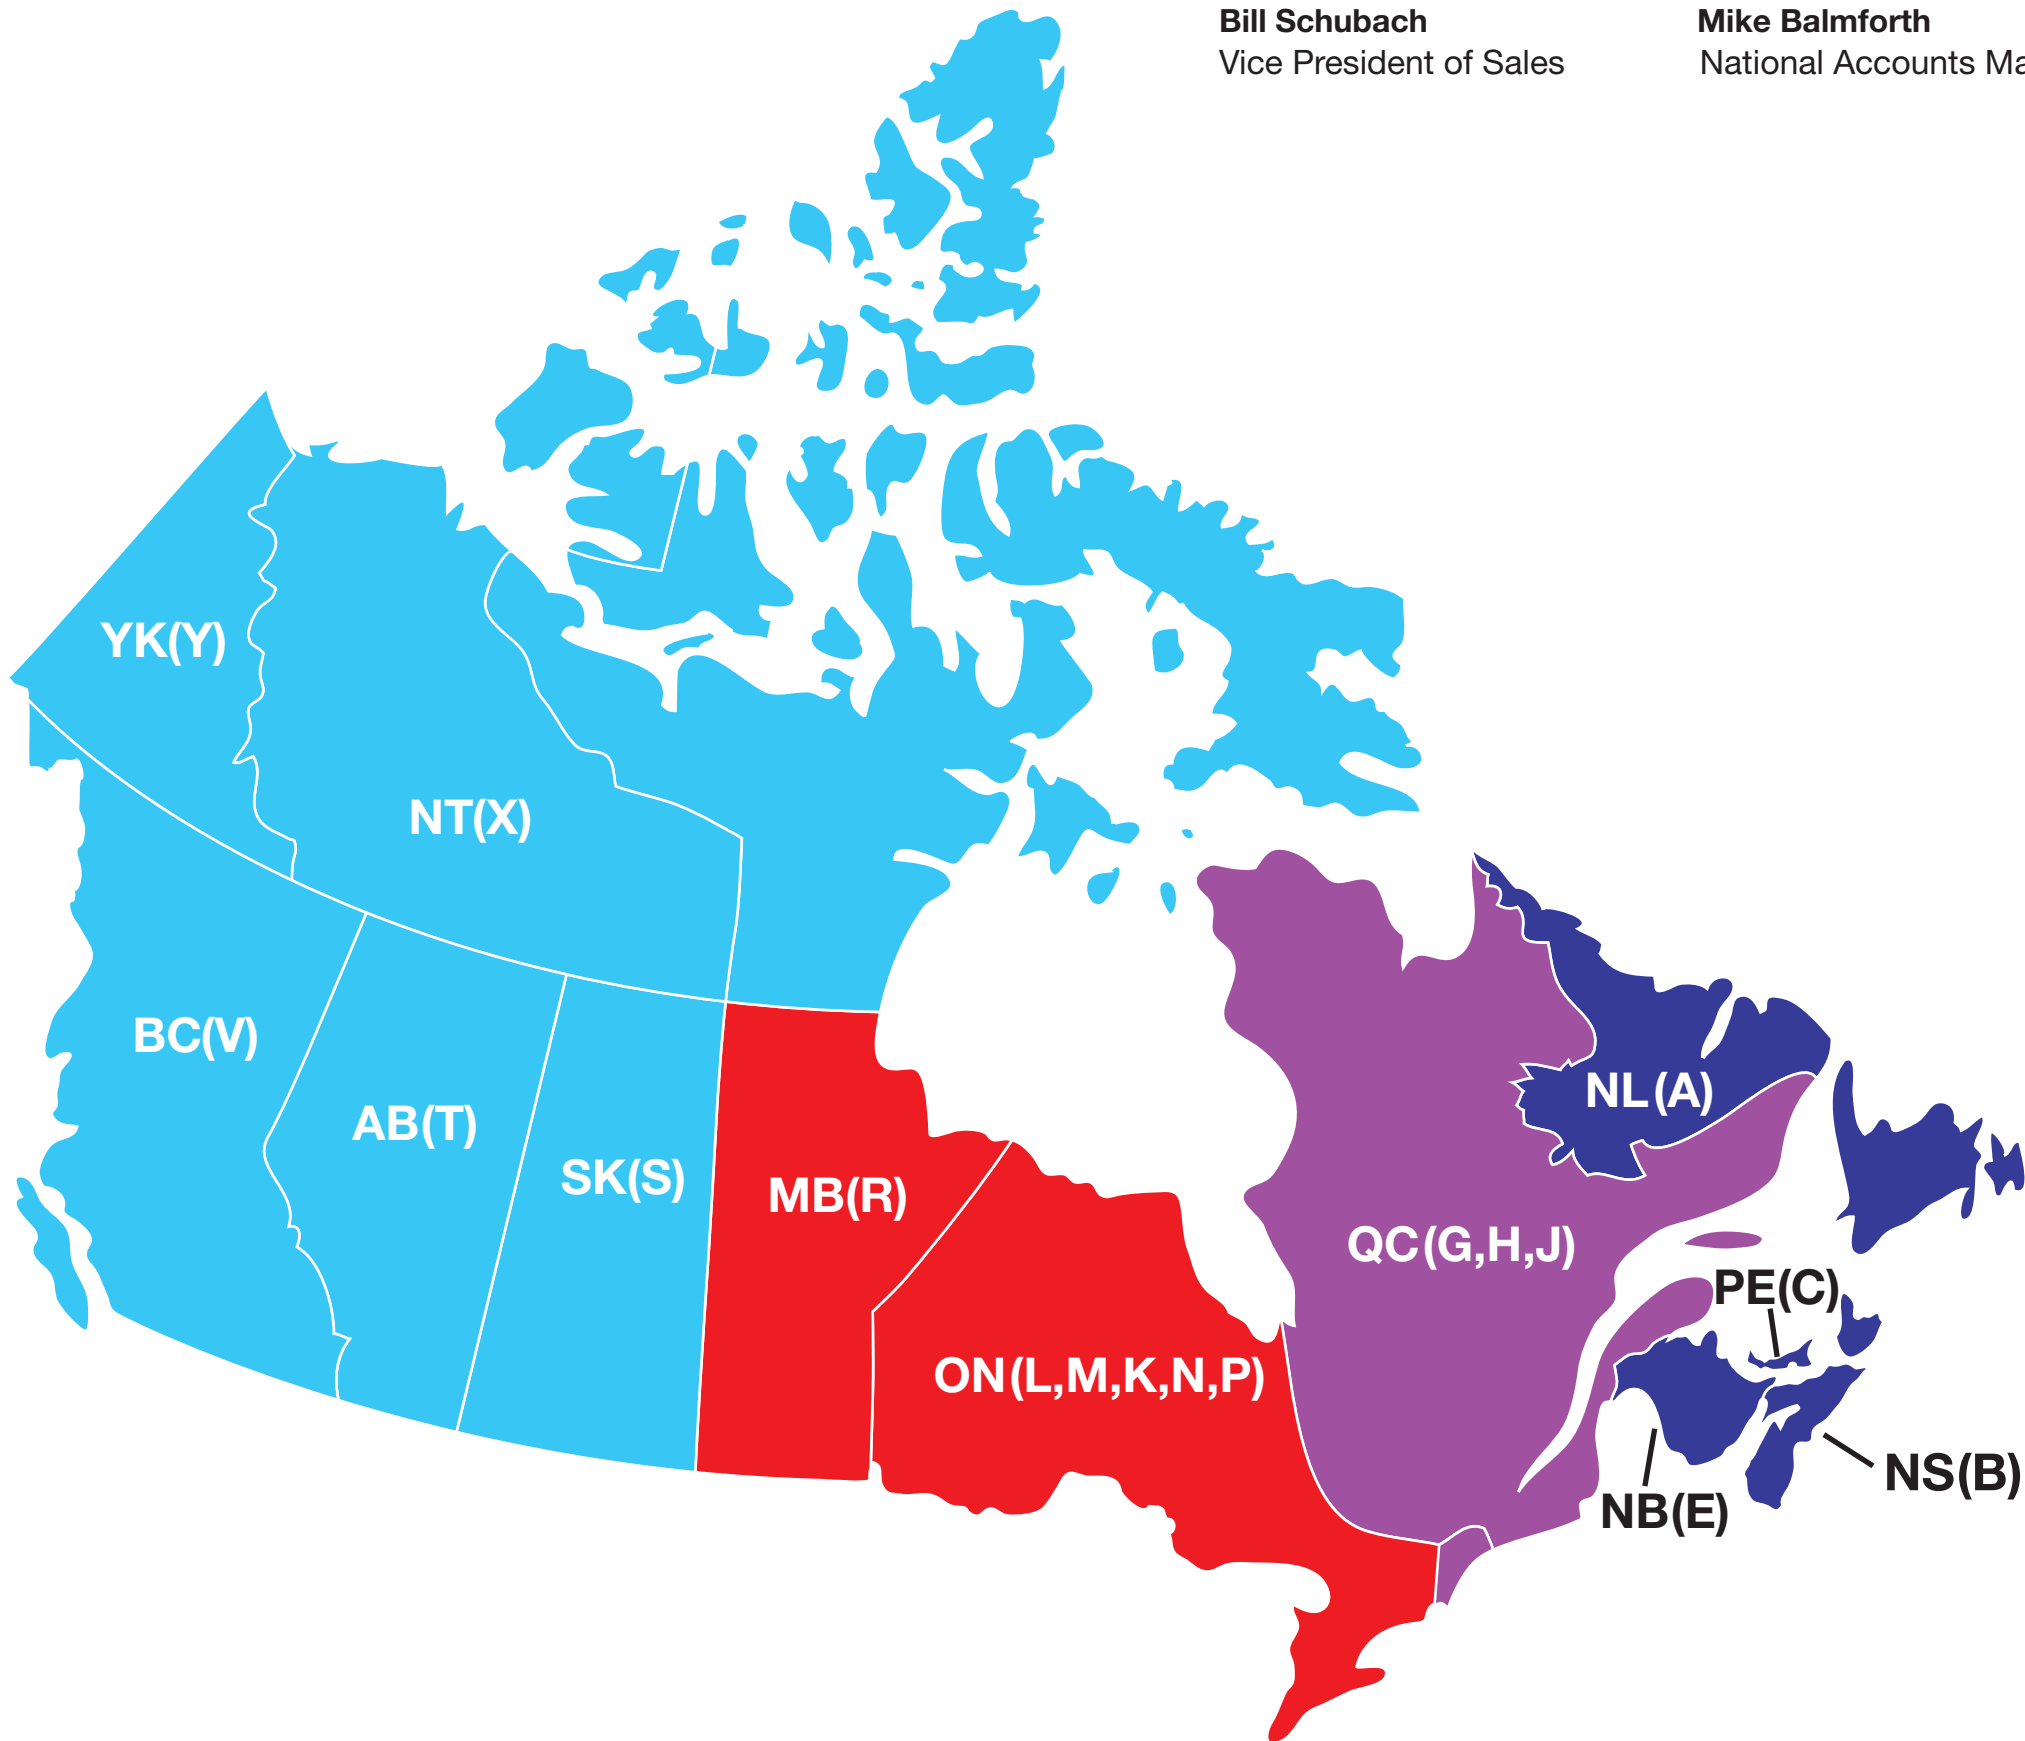 Bill Schubach
Vice President of Sales
Mike Balmforth
National Accounts Ma
YK(Y)
NT(X)
BC(V)
AB(T)
SK(S)
MB(R)
ON(L,M,K,N,P)
QC(G,H,J)
NL(A)
PE(C)
NS(B)
NB(E)